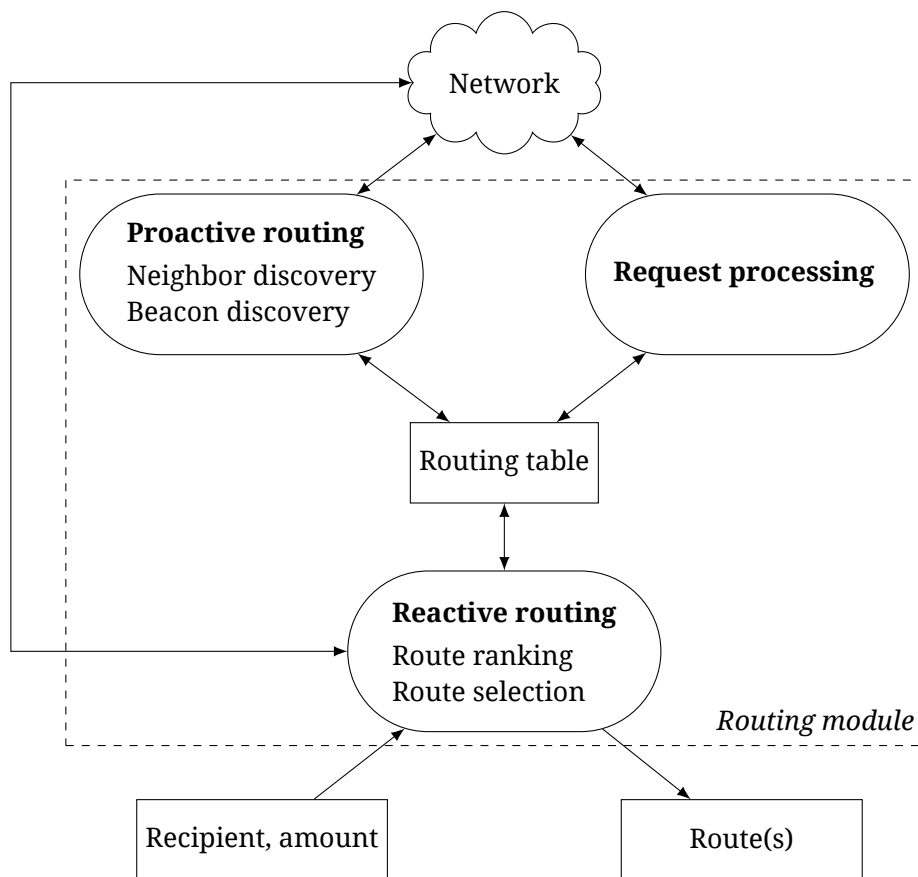 Network
Proactive routing
Neighbor discovery
Beacon discovery
Request processing
Routing table
Reactive routing
Route ranking
Route selection
Routing module
Recipient, amount
Route(s)